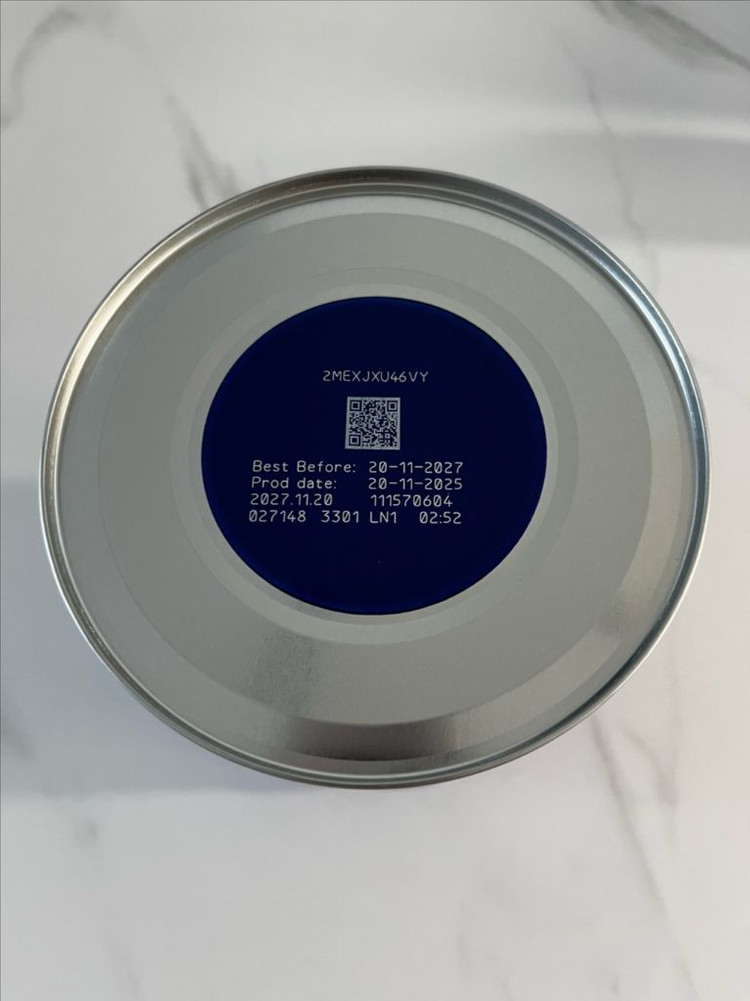 2MEXJXU46VY
Best Before: 20-11-2027
Prod date: 20-11-2025
2027.11.20 111570604
027148 3301 LN1 02:52